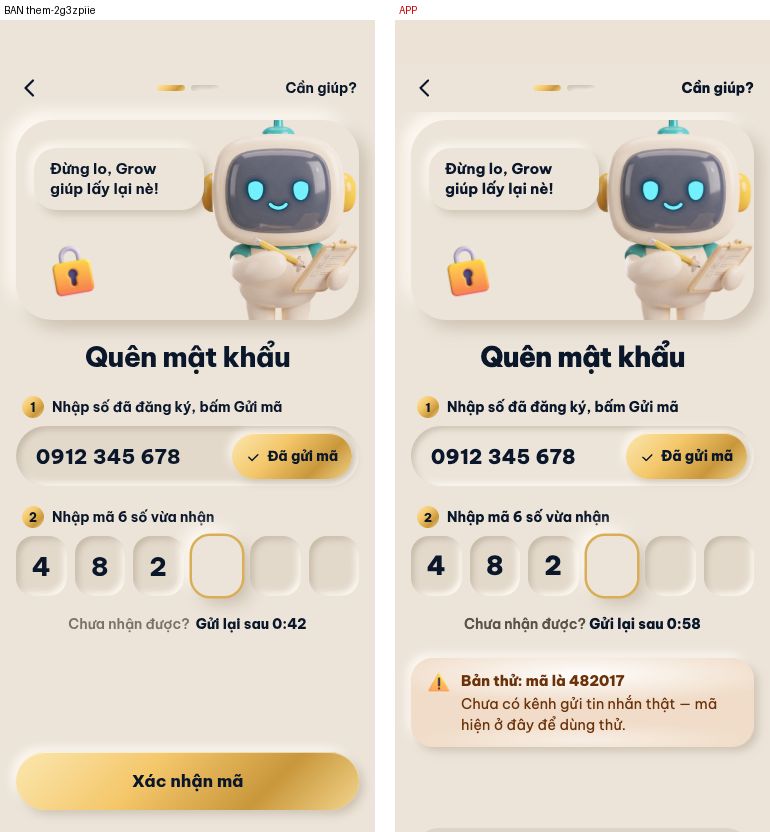 BAN them-2g3zpiie
Cần giúp?
Đừng lo, Grow
giúp lấy lại nè!
Quên mật khẩu
1 Nhập số đã đăng ký, bấm Gửi mã
0912 345 678
Đã gửi mã
2 Nhập mã 6 số vừa nhận
4 8 2
Chưa nhận được? Gửi lại sau 0:42
Xác nhận mã
APP
Cần giúp?
Đừng lo, Grow
giúp lấy lại nè!
Quên mật khẩu
1 Nhập số đã đăng ký, bấm Gửi mã
0912 345 678
Đã gửi mã
2 Nhập mã 6 số vừa nhận
4 8 2
Chưa nhận được? Gửi lại sau 0:58
Bản thử: mã là 482017
Chưa có kênh gửi tin nhắn thật — mã
hiện ở đây để dùng thử.